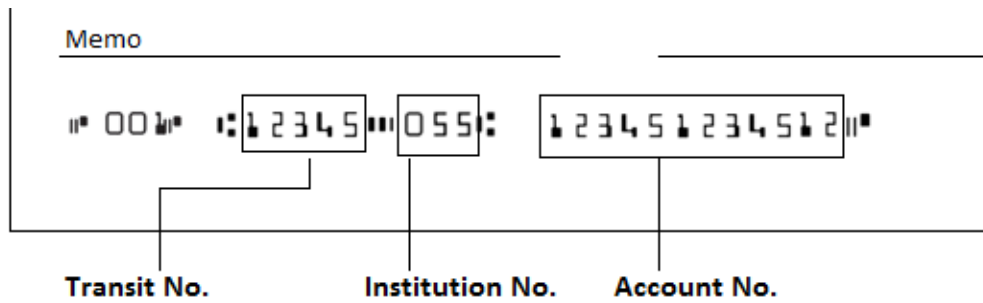 Memo
⑈001⑈ ⑆12345⑉055⑆ 123451234512⑈
Transit No. Institution No. Account No.